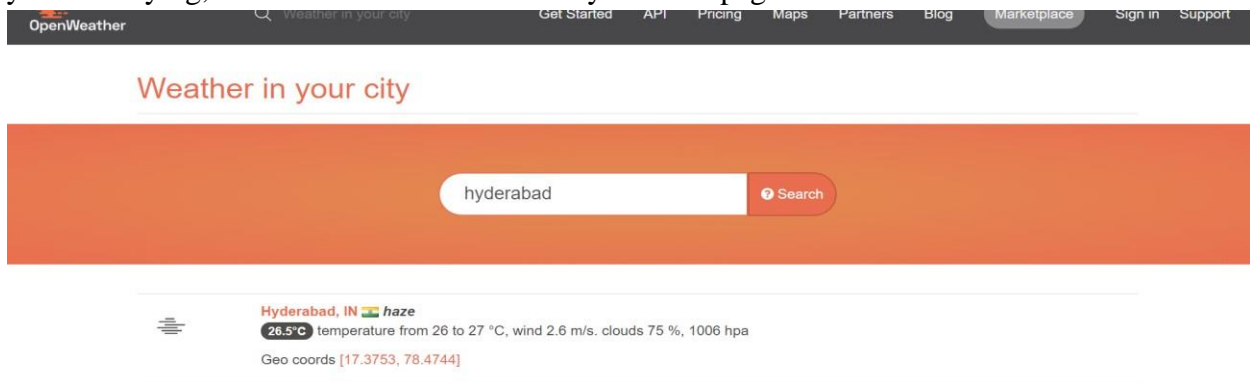 OpenWeather Weather in your city Get Started API Pricing Maps Partners Blog Marketplace Sign in Support
Weather in your city
hyderabad Search
Hyderabad, IN haze
26.5°C temperature from 26 to 27 °C, wind 2.6 m/s. clouds 75 %, 1006 hpa
Geo coords [17.3753, 78.4744]